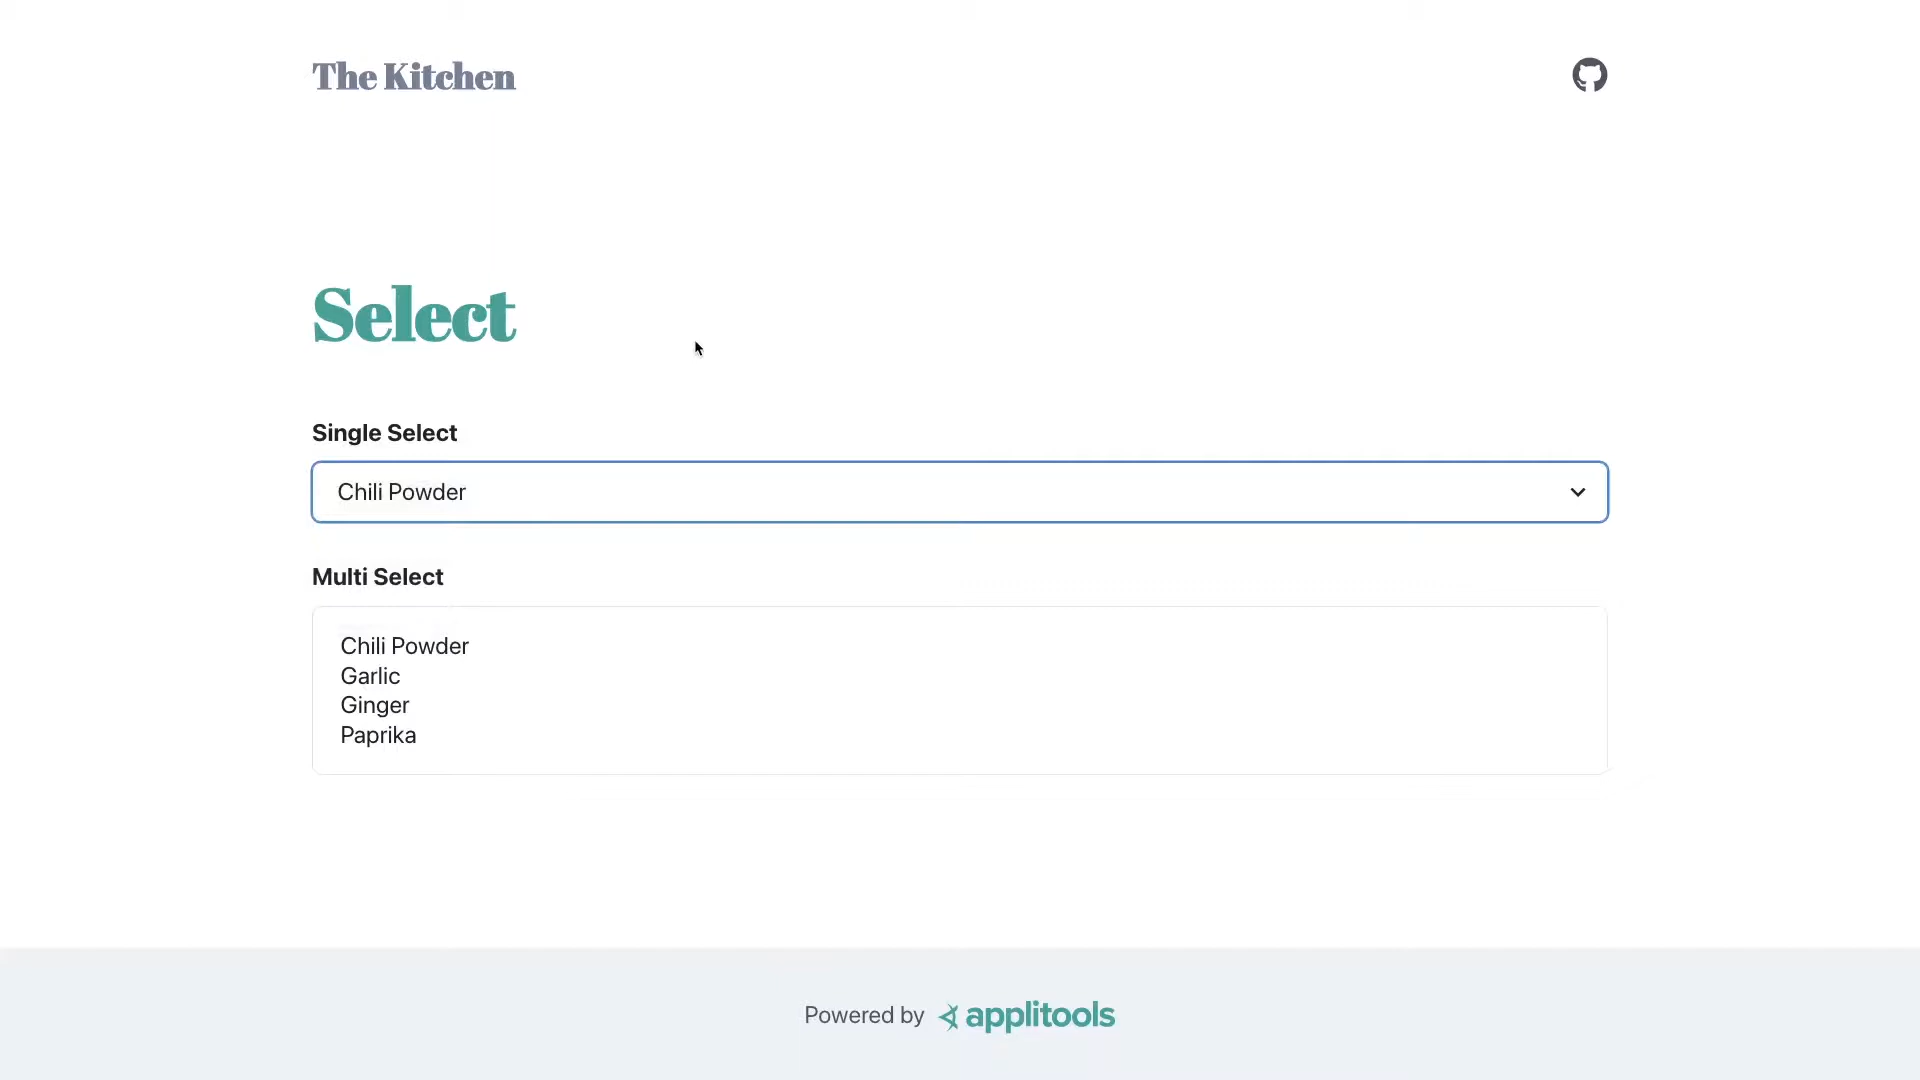 The Kitchen
Select
Single Select
Chili Powder
Multi Select
Chili Powder
Garlic
Ginger
Paprika
Powered by applitools